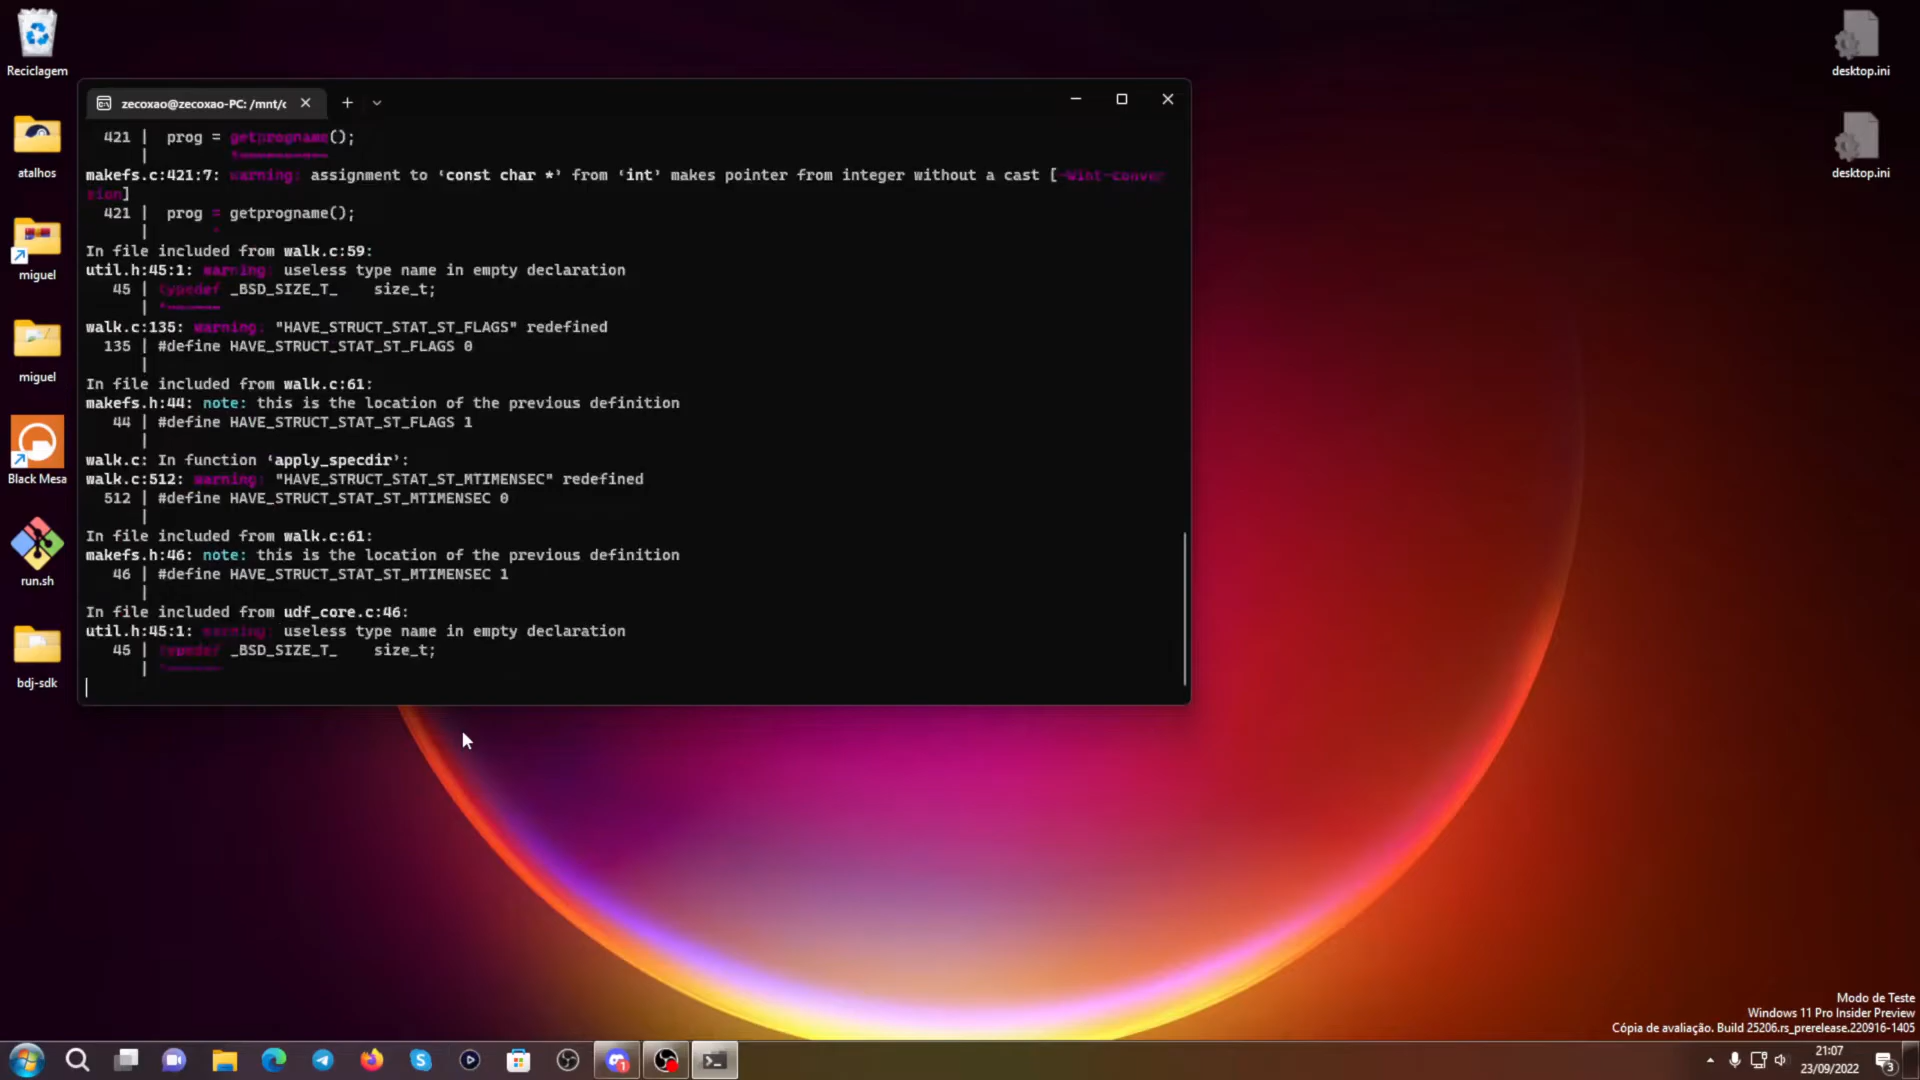 Reciclagem
atalhos
miguel
miguel
Black Mesa
run.sh
bdj-sdk
desktop.ini
desktop.ini
zecoxao@zecoxao-PC: /mnt/c
421 |  prog = getprogname();
|  ^~~~~~~~~~~
makefs.c:421:7: warning: assignment to ‘const char *’ from ‘int’ makes pointer from integer without a cast [-Wint-conver
sion]
421 |  prog = getprogname();
|       ^
In file included from walk.c:59:
util.h:45:1: warning: useless type name in empty declaration
45 | typedef _BSD_SIZE_T_    size_t;
| ^~~~~~~
walk.c:135: warning: "HAVE_STRUCT_STAT_ST_FLAGS" redefined
135 | #define HAVE_STRUCT_STAT_ST_FLAGS 0
|
In file included from walk.c:61:
makefs.h:44: note: this is the location of the previous definition
44 | #define HAVE_STRUCT_STAT_ST_FLAGS 1
|
walk.c: In function ‘apply_specdir’:
walk.c:512: warning: "HAVE_STRUCT_STAT_ST_MTIMENSEC" redefined
512 | #define HAVE_STRUCT_STAT_ST_MTIMENSEC 0
|
In file included from walk.c:61:
makefs.h:46: note: this is the location of the previous definition
46 | #define HAVE_STRUCT_STAT_ST_MTIMENSEC 1
|
In file included from udf_core.c:46:
util.h:45:1: warning: useless type name in empty declaration
45 | typedef _BSD_SIZE_T_    size_t;
| ^~~~~~~
Modo de Teste
Windows 11 Pro Insider Preview
Cópia de avaliação. Build 25206.rs_prerelease.220916-1405
21:07
23/09/2022
1
3